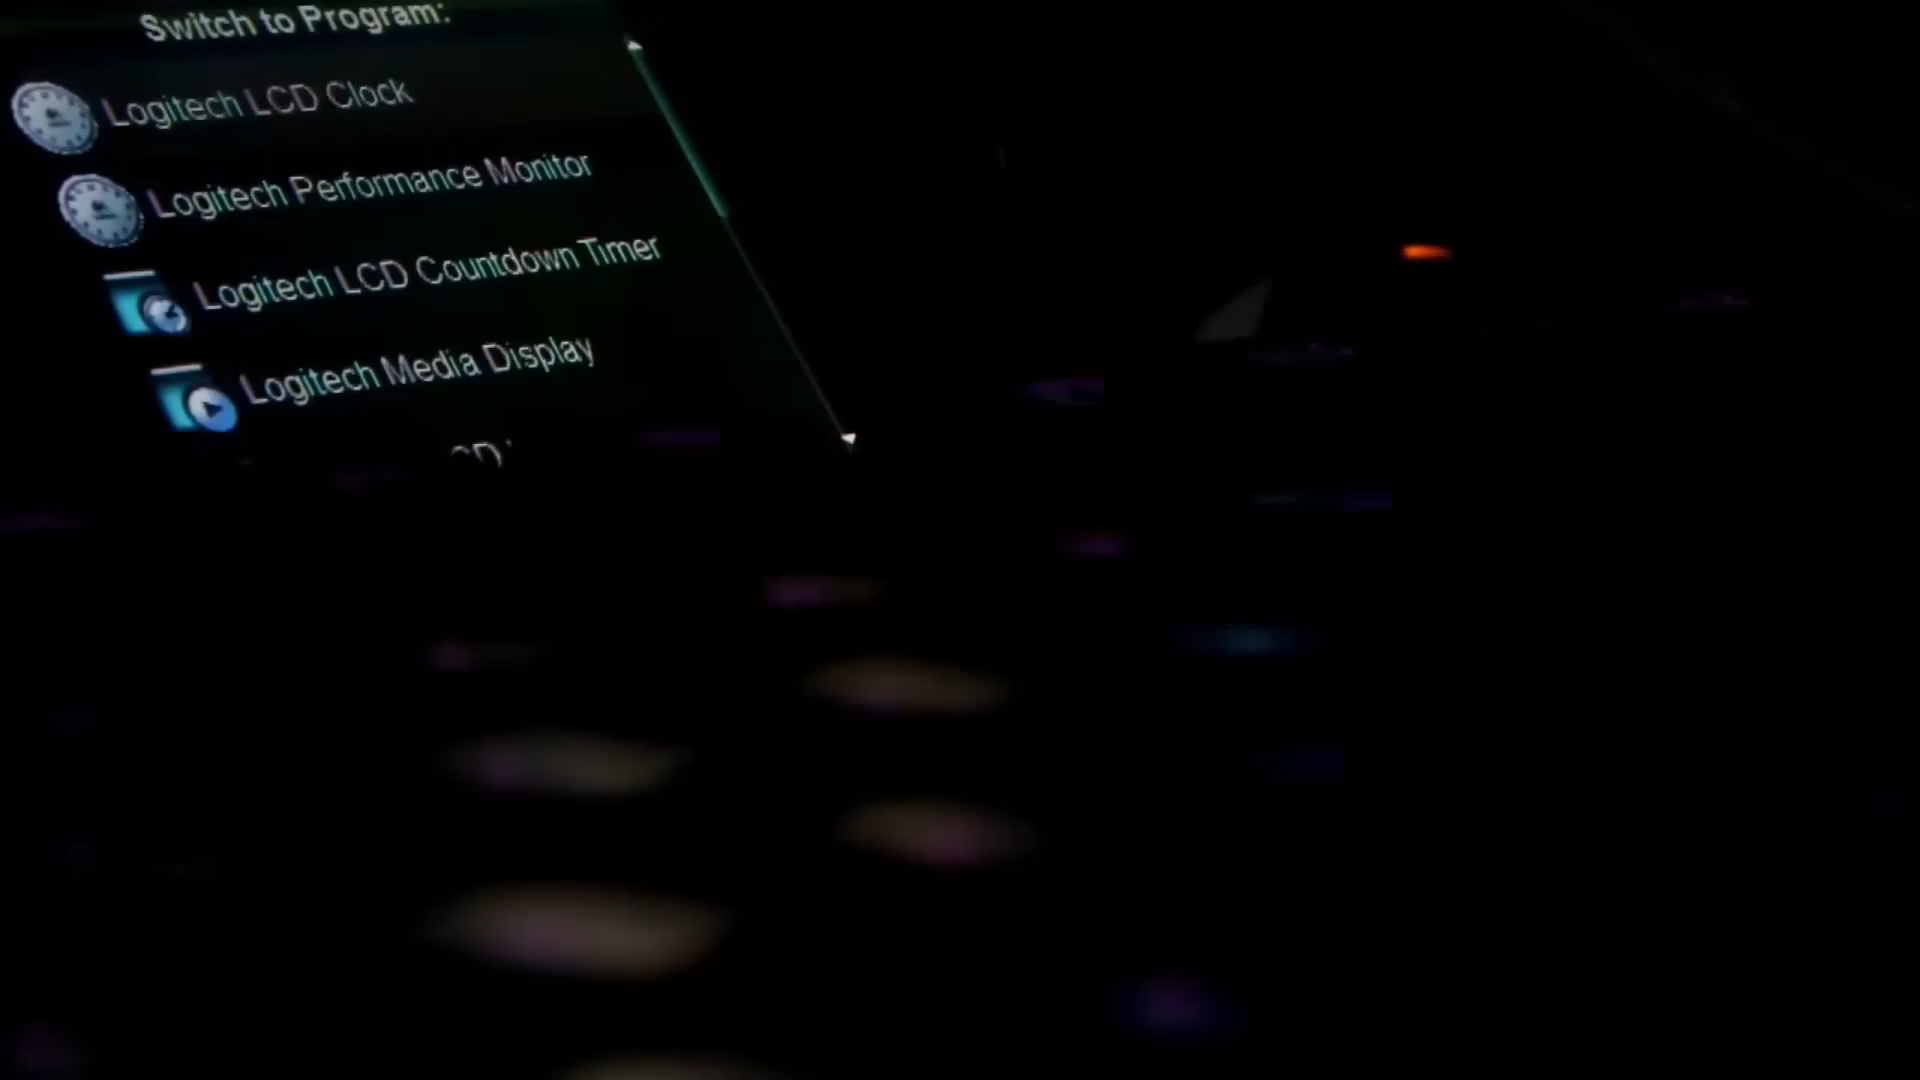 Switch to Program:
Logitech LCD Clock
Logitech Performance Monitor
Logitech LCD Countdown Timer
Logitech Media Display